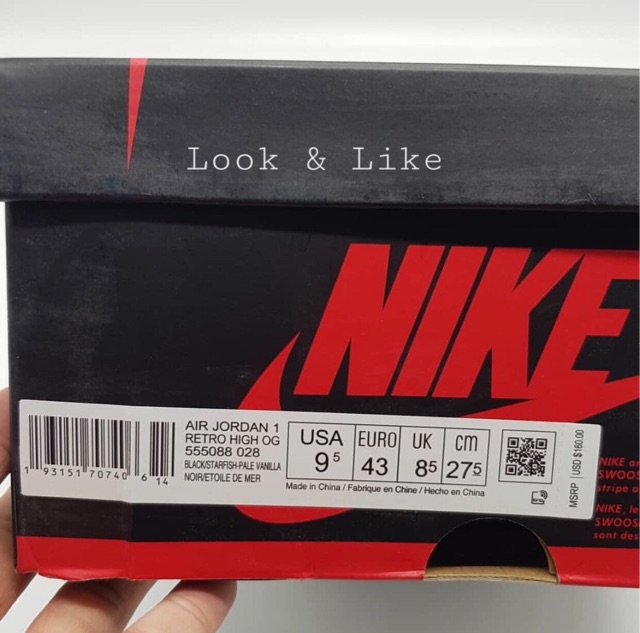 Look & Like
NIKE
AIR JORDAN 1
RETRO HIGH OG
555088 028
BLACK/STARFISH-PALE VANILLA
NOIR/ETOILE DE MER
USA
9⁵
EURO
43
UK
8⁵
cm
27⁵
Made in China / Fabrique en Chine / Hecho en China
1 93151 70740 6 14
MSRP | USD $160.00
NIKE an
SWOOS
stripe a
NIKE, le
SWOOS
sont des